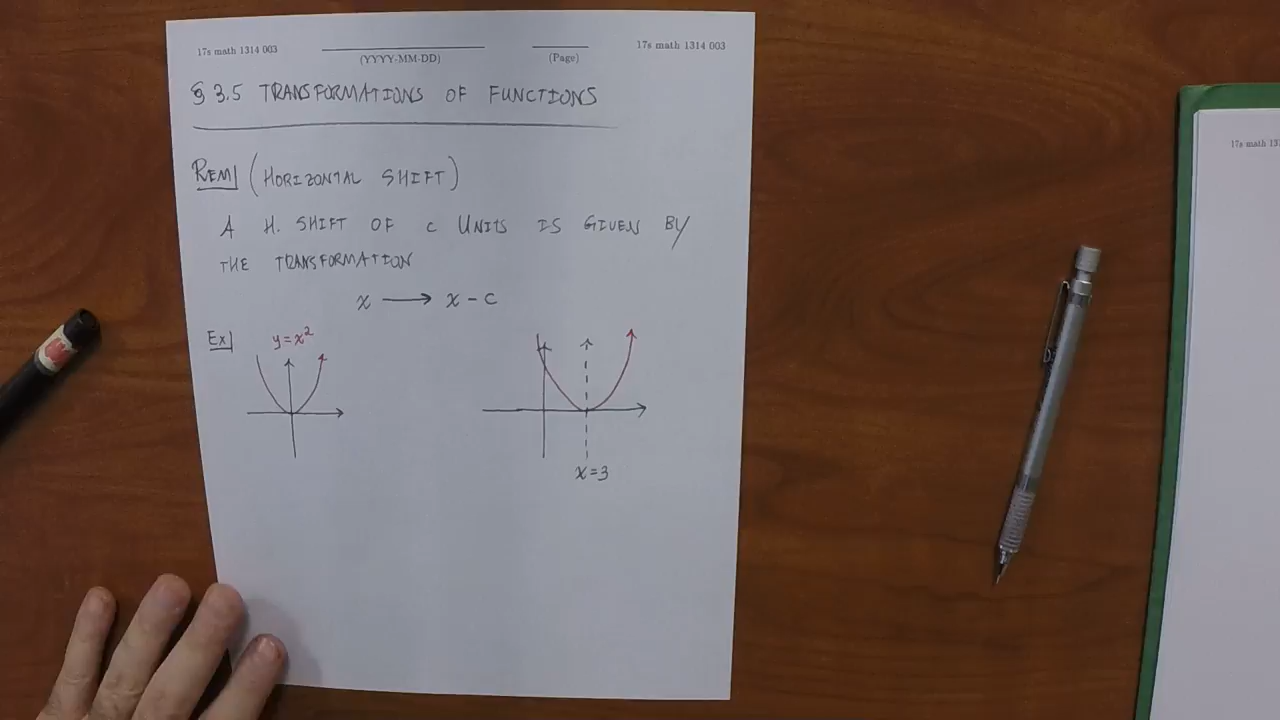 17s math 1314 003 (YYYY-MM-DD) (Page) 17s math 1314 003
§ 3.5 TRANSFORMATIONS OF FUNCTIONS
REM (HORIZONTAL SHIFT)
A H. SHIFT OF c UNITS IS GIVEN BY
THE TRANSFORMATION
x → x - c
Ex y = x²
x = 3
17s math 13